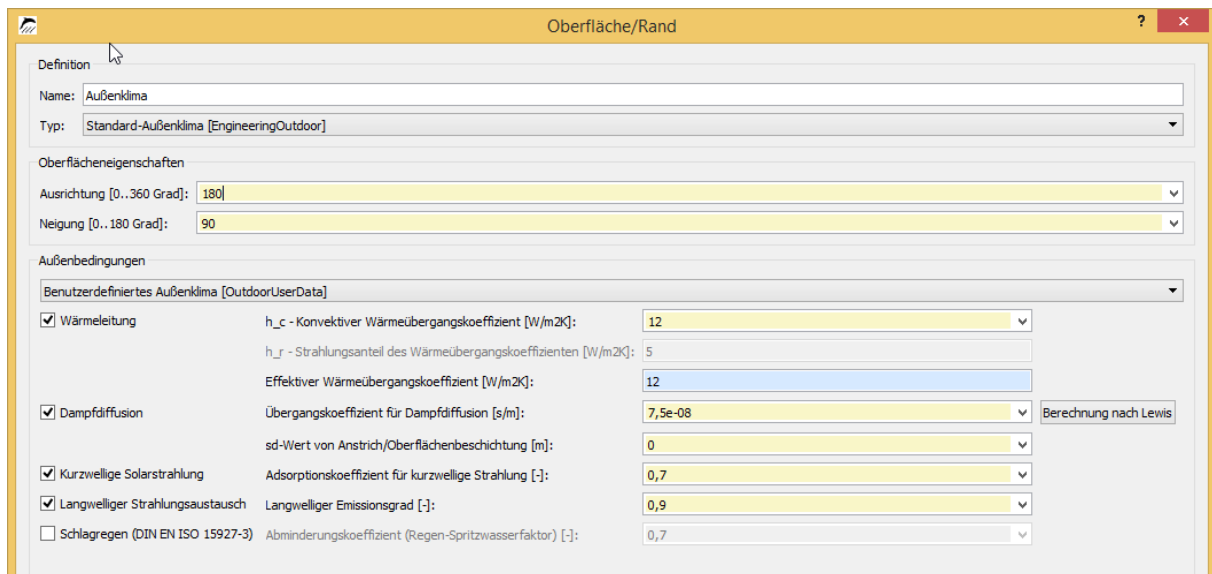 Oberfläche/Rand
?
×
Definition
Name: Außenklima
Typ: Standard-Außenklima [EngineeringOutdoor]
Oberflächeneigenschaften
Ausrichtung [0..360 Grad]: 180
Neigung [0..180 Grad]: 90
Außenbedingungen
Benutzerdefiniertes Außenklima [OutdoorUserData]
Wärmeleitung h_c - Konvektiver Wärmeübergangskoeffizient [W/m2K]: 12
h_r - Strahlungsanteil des Wärmeübergangskoeffizienten [W/m2K]: 5
Effektiver Wärmeübergangskoeffizient [W/m2K]: 12
Dampfdiffusion Übergangskoeffizient für Dampfdiffusion [s/m]: 7,5e-08 Berechnung nach Lewis
sd-Wert von Anstrich/Oberflächenbeschichtung [m]: 0
Kurzwellige Solarstrahlung Adsorptionskoeffizient für kurzwellige Strahlung [-]: 0,7
Langwelliger Strahlungsaustausch Langwelliger Emissionsgrad [-]: 0,9
Schlagregen (DIN EN ISO 15927-3) Abminderungskoeffizient (Regen-Spritzwasserfaktor) [-]: 0,7